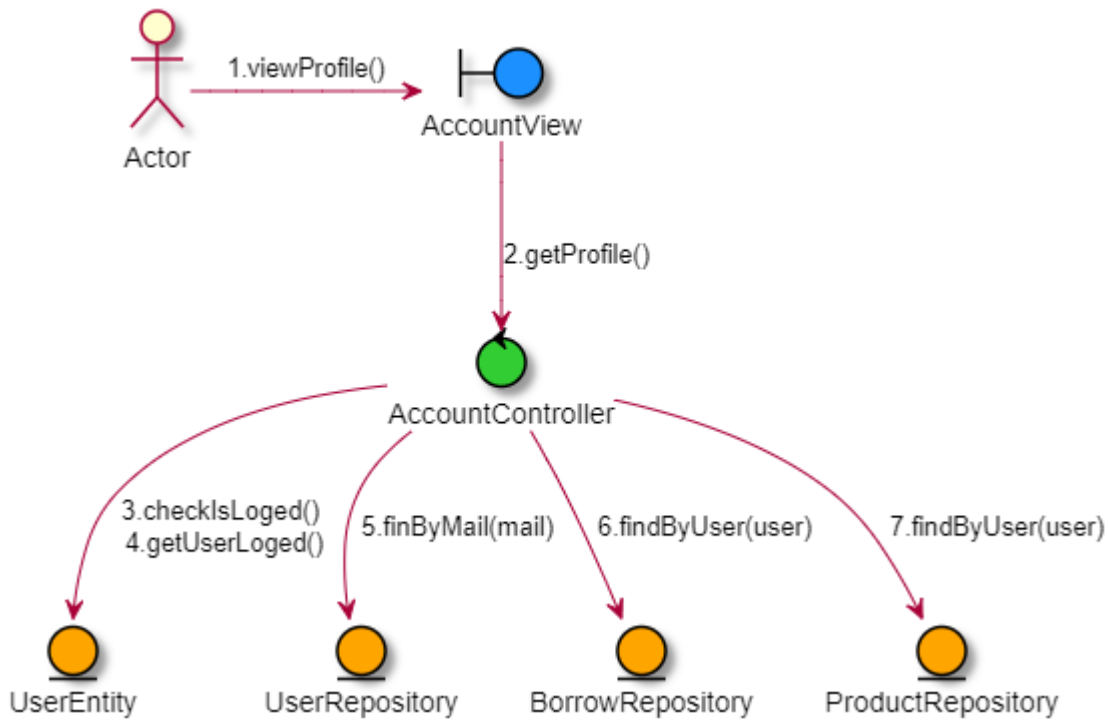 1.viewProfile()
AccountView
Actor
2.getProfile()
AccountController
3.checkIsLoged()
4.getUserLoged()
5.finByMail(mail)
6.findByUser(user)
7.findByUser(user)
UserEntity
UserRepository
BorrowRepository
ProductRepository